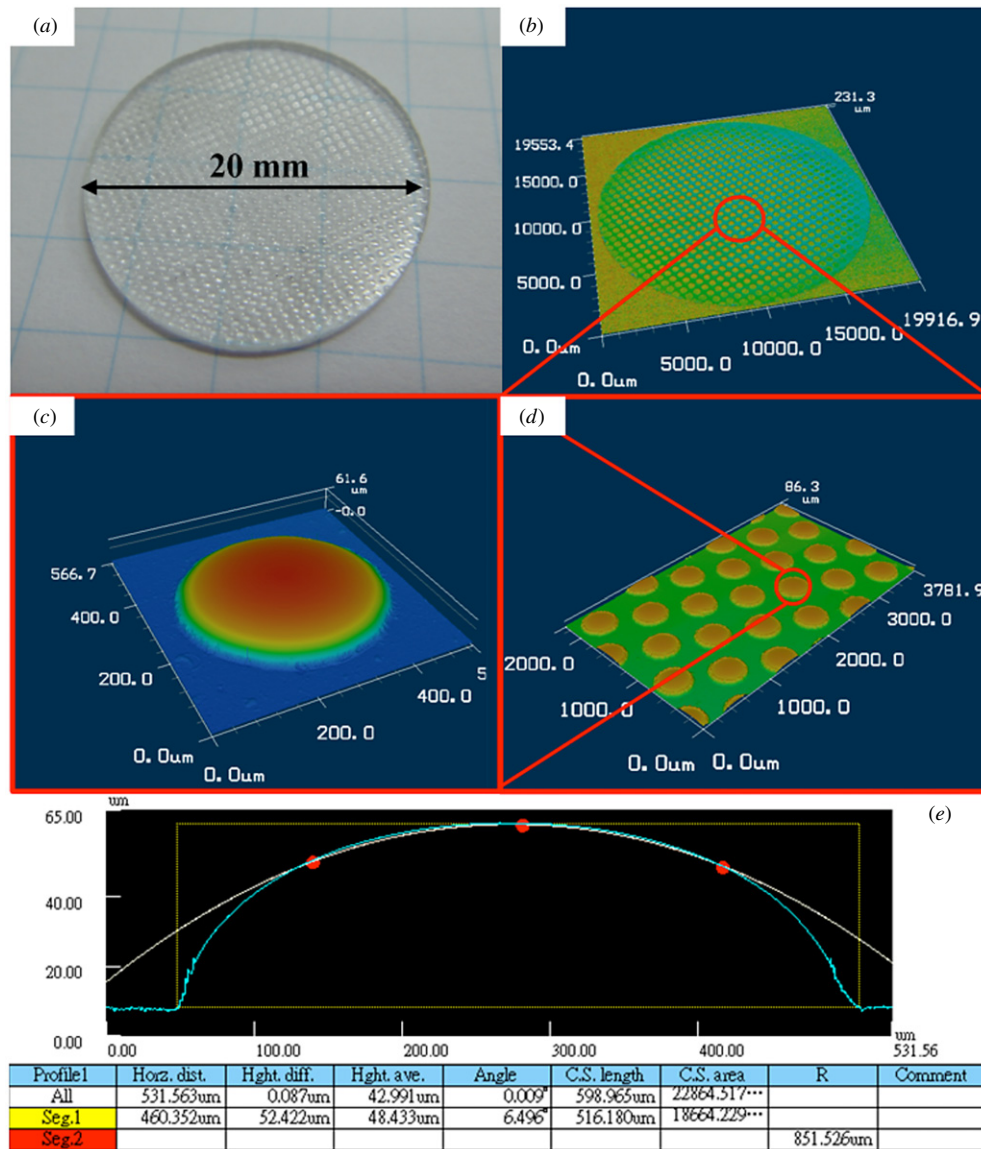 (a)
20 mm
(b)
231.3
19553.4
15000.0
10000.0
5000.0
0.0um
0.0um
5000.0
10000.0
15000.0
19916.9
(c)
61.6
um
-0.0
566.7
400.0
200.0
0.0um
0.0um
200.0
400.0
5
(d)
86.3
um
3781.9
3000.0
2000.0
1000.0
2000.0
1000.0
0.0um 0.0um
um
(e)
65.00
40.00
20.00
0.00
0.00 100.00 200.00 300.00 400.00 531.56
um
Profile1 Horz. dist. Hght. diff. Hght. ave. Angle C.S. length C.S. area R Comment
All 531.563um 0.087um 42.991um 0.009° 598.965um 22864.517···
Seg.1 460.352um 52.422um 48.433um 6.496° 516.180um 18664.229···
Seg.2 851.526um